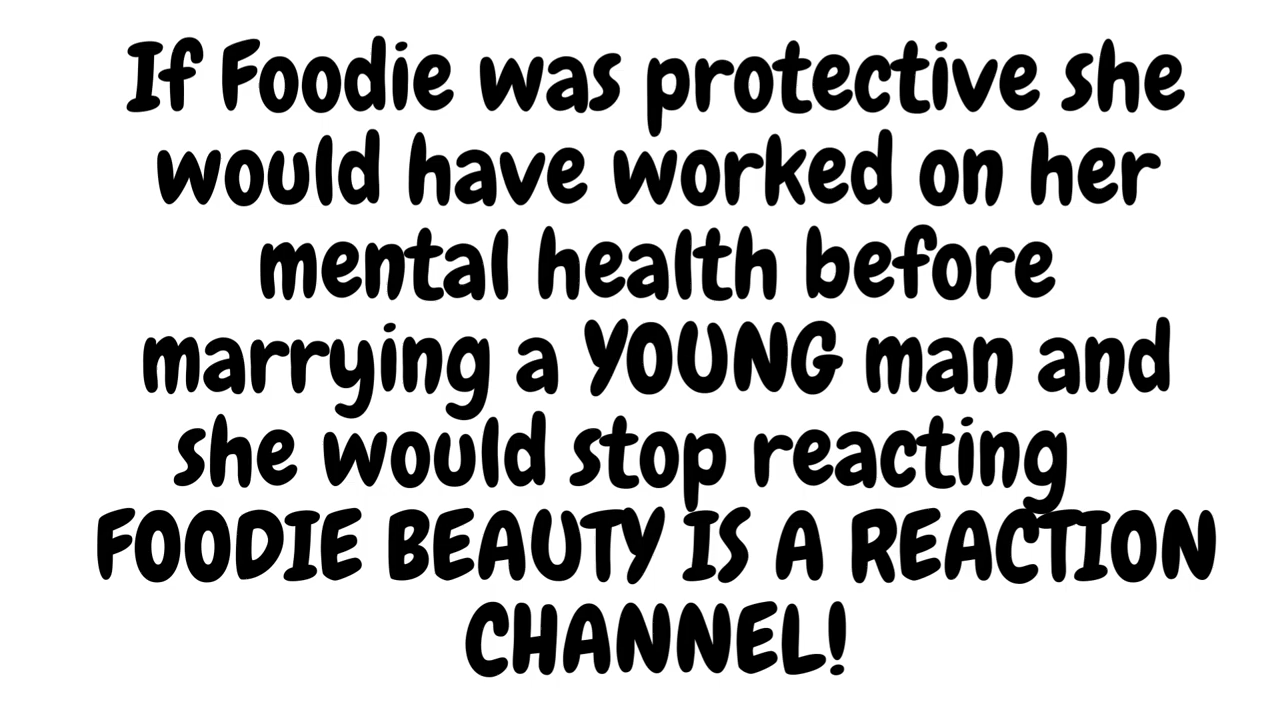 If Foodie was protective she
would have worked on her
mental health before
marrying a YOUNG man and
she would stop reacting
FOODIE BEAUTY IS A REACTION
CHANNEL!